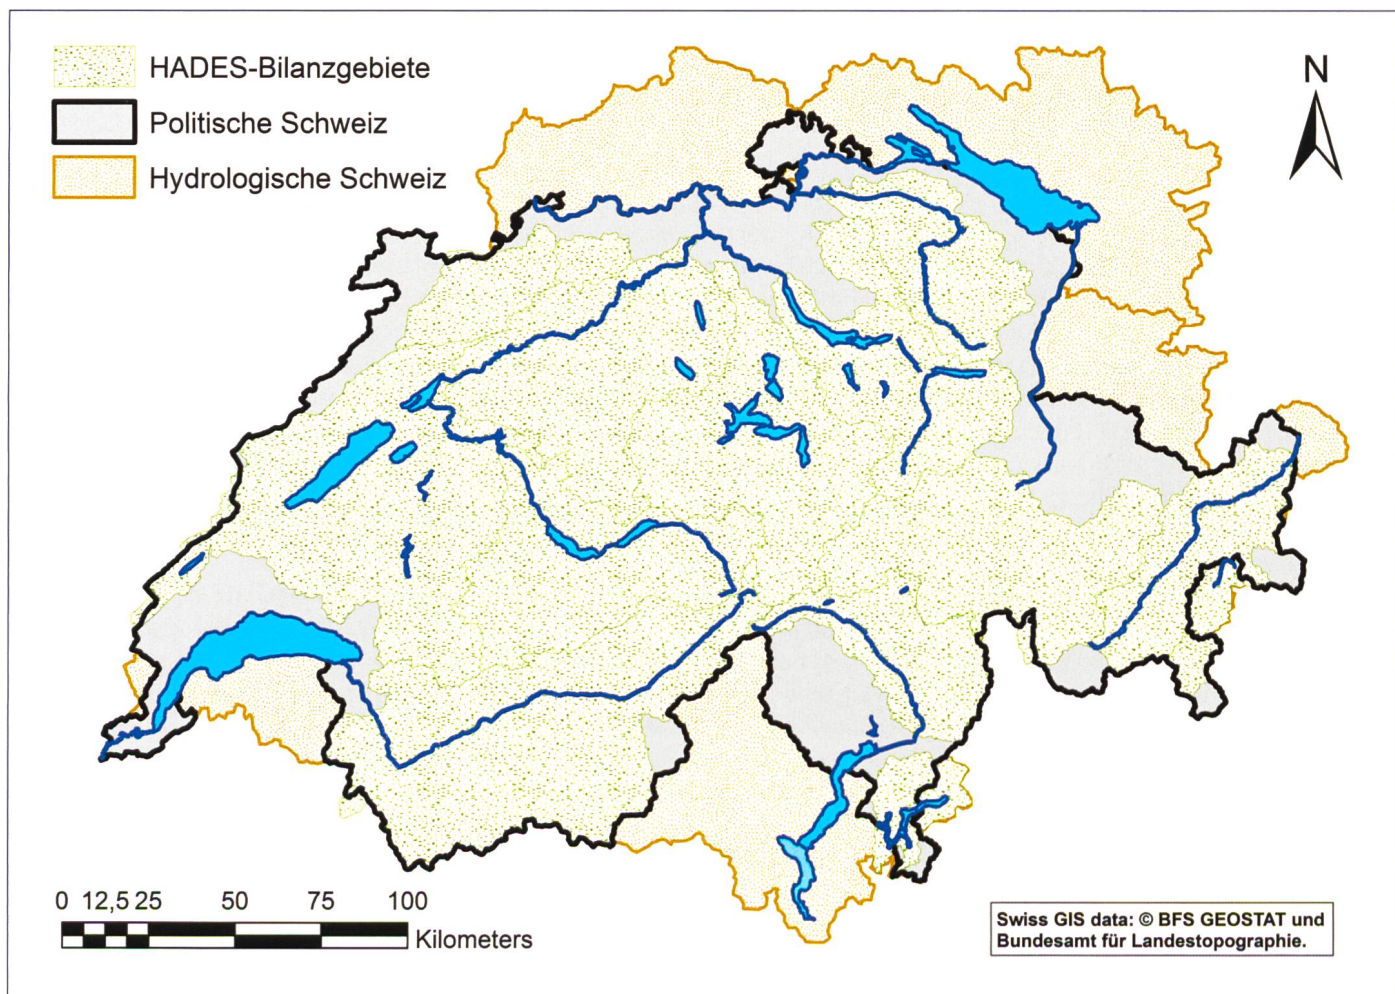 HADES-Bilanzgebiete
Politische Schweiz
Hydrologische Schweiz
N
0 12,5 25 50 75 100
Kilometers
Swiss GIS data: © BFS GEOSTAT und
Bundesamt für Landestopographie.